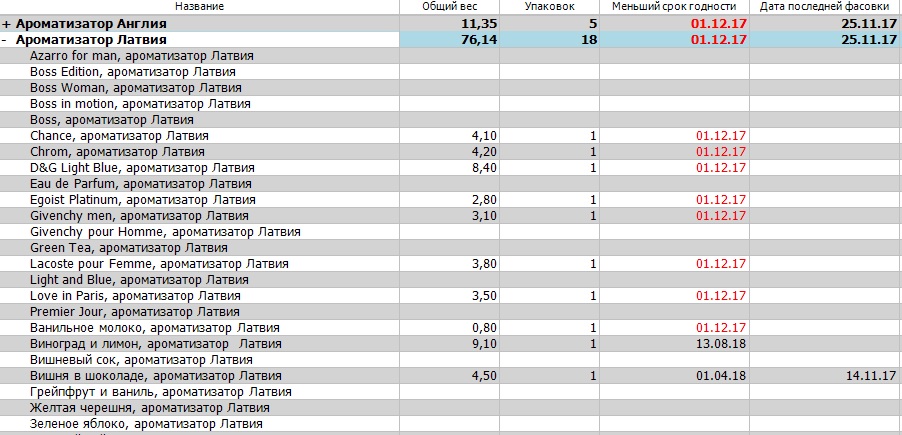 Название Общий вес Упаковок Меньший срок годности Дата последней фасовки
+ Ароматизатор Англия 11,35 5 01.12.17 25.11.17
- Ароматизатор Латвия 76,14 18 01.12.17 25.11.17
Azarro for man, ароматизатор Латвия
Boss Edition, ароматизатор Латвия
Boss Woman, ароматизатор Латвия
Boss in motion, ароматизатор Латвия
Boss, ароматизатор Латвия
Chance, ароматизатор Латвия 4,10 1 01.12.17
Chrom, ароматизатор Латвия 4,20 1 01.12.17
D&G Light Blue, ароматизатор Латвия 8,40 1 01.12.17
Eau de Parfum, ароматизатор Латвия
Egoist Platinum, ароматизатор Латвия 2,80 1 01.12.17
Givenchy men, ароматизатор Латвия 3,10 1 01.12.17
Givenchy pour Homme, ароматизатор Латвия
Green Tea, ароматизатор Латвия
Lacoste pour Femme, ароматизатор Латвия 3,80 1 01.12.17
Light and Blue, ароматизатор Латвия
Love in Paris, ароматизатор Латвия 3,50 1 01.12.17
Premier Jour, ароматизатор Латвия
Ванильное молоко, ароматизатор Латвия 0,80 1 01.12.17
Виноград и лимон, ароматизатор Латвия 9,10 1 13.08.18
Вишневый сок, ароматизатор Латвия
Вишня в шоколаде, ароматизатор Латвия 4,50 1 01.04.18 14.11.17
Грейпфрут и ваниль, ароматизатор Латвия
Желтая черешня, ароматизатор Латвия
Зеленое яблоко, ароматизатор Латвия